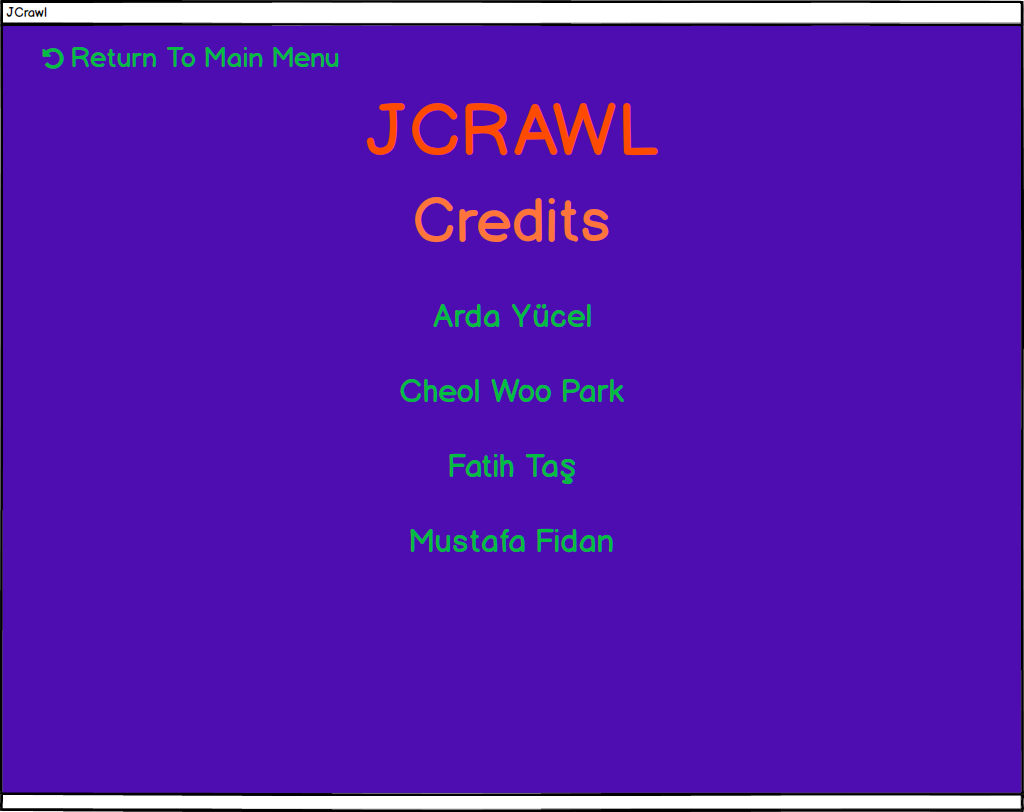 JCrawl
Return To Main Menu
JCRAWL
Credits
Arda Yücel
Cheol Woo Park
Fatih Taş
Mustafa Fidan